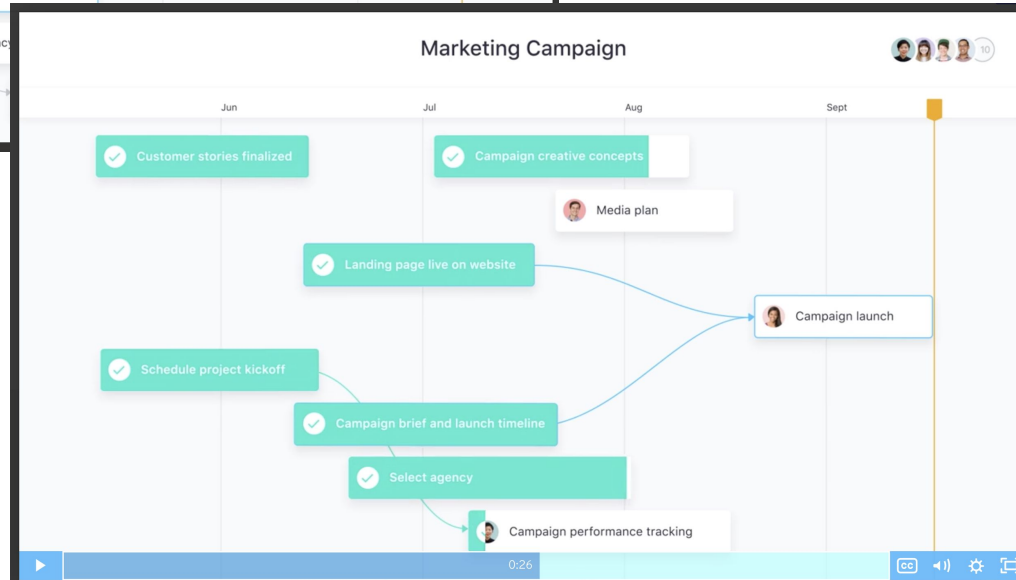 Marketing Campaign
10
Jun Jul Aug Sept
Customer stories finalized
Campaign creative concepts
Media plan
Landing page live on website
Campaign launch
Schedule project kickoff
Campaign brief and launch timeline
Select agency
Campaign performance tracking
0:26
CC